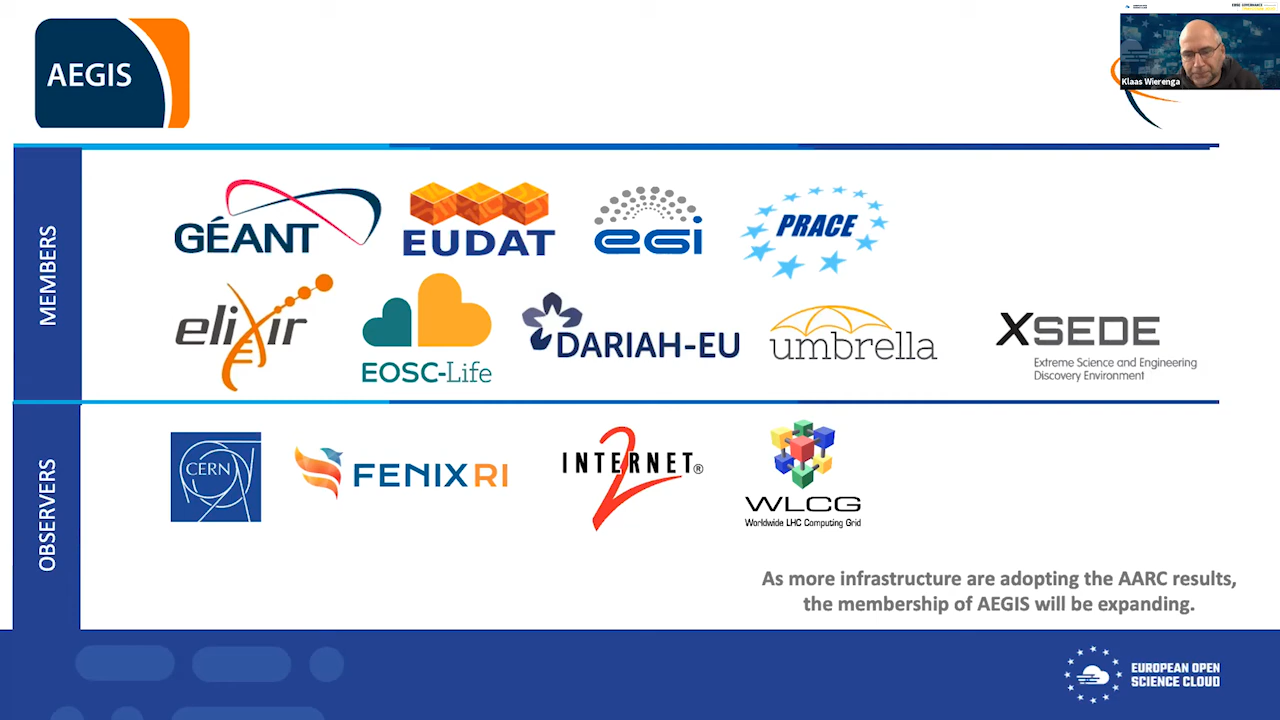 AEGIS
Klaas Wierenga
MEMBERS
GÉANT
EUDAT
egi
PRACE
elixir
EOSC-Life
DARIAH-EU
umbrella
XSEDE
Extreme Science and Engineering
Discovery Environment
OBSERVERS
CERN
FENIX RI
INTERNET®
2
WLCG
Worldwide LHC Computing Grid
As more infrastructure are adopting the AARC results,
the membership of AEGIS will be expanding.
EUROPEAN OPEN
SCIENCE CLOUD